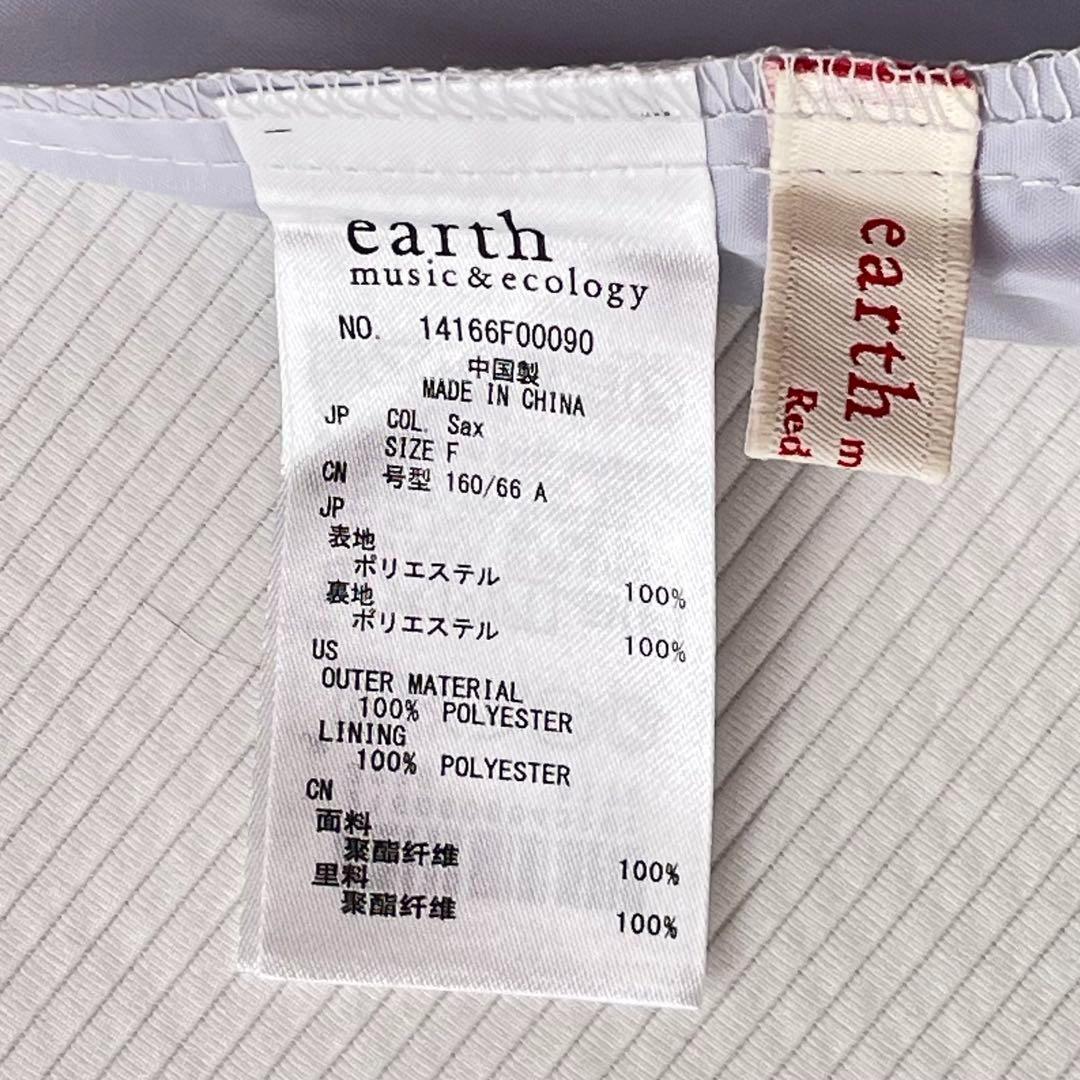 earth
music & ecology
NO. 14166F00090
中国製
MADE IN CHINA
JP COL. Sax
SIZE F
CN 号型 160/66 A
JP
表地
ポリエステル 100%
裏地
ポリエステル 100%
US
OUTER MATERIAL
100% POLYESTER
LINING
100% POLYESTER
CN
面料
聚酯纤维 100%
里料
聚酯纤维 100%
earth m
Red